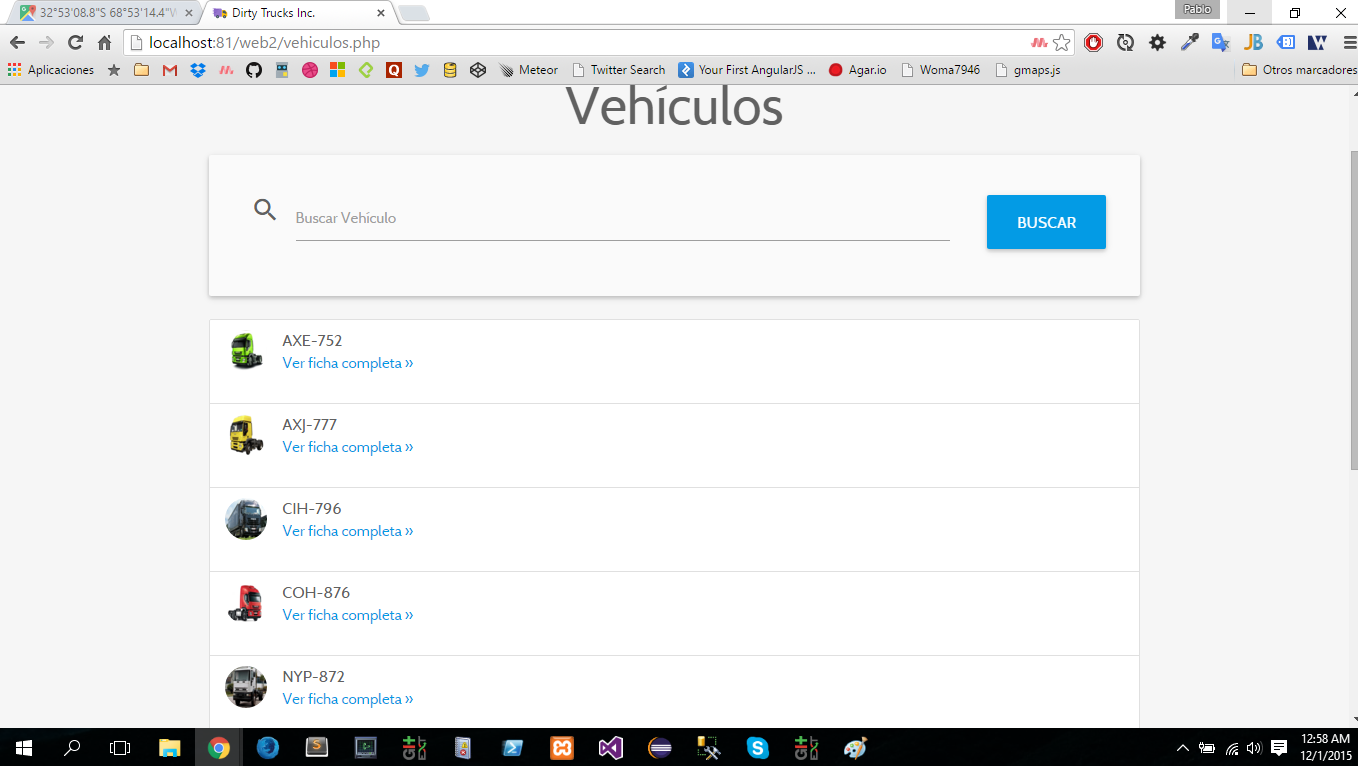 32°53'08.8"S 68°53'14.4"W
Dirty Trucks Inc.
Pablo
localhost:81/web2/vehiculos.php
Aplicaciones
Meteor
Twitter Search
Your First AngularJS ...
Agar.io
Woma7946
gmaps.js
Otros marcadores
Vehículos
Buscar Vehículo
BUSCAR
AXE-752
Ver ficha completa »
AXJ-777
Ver ficha completa »
CIH-796
Ver ficha completa »
COH-876
Ver ficha completa »
NYP-872
Ver ficha completa »
12:58 AM
12/1/2015